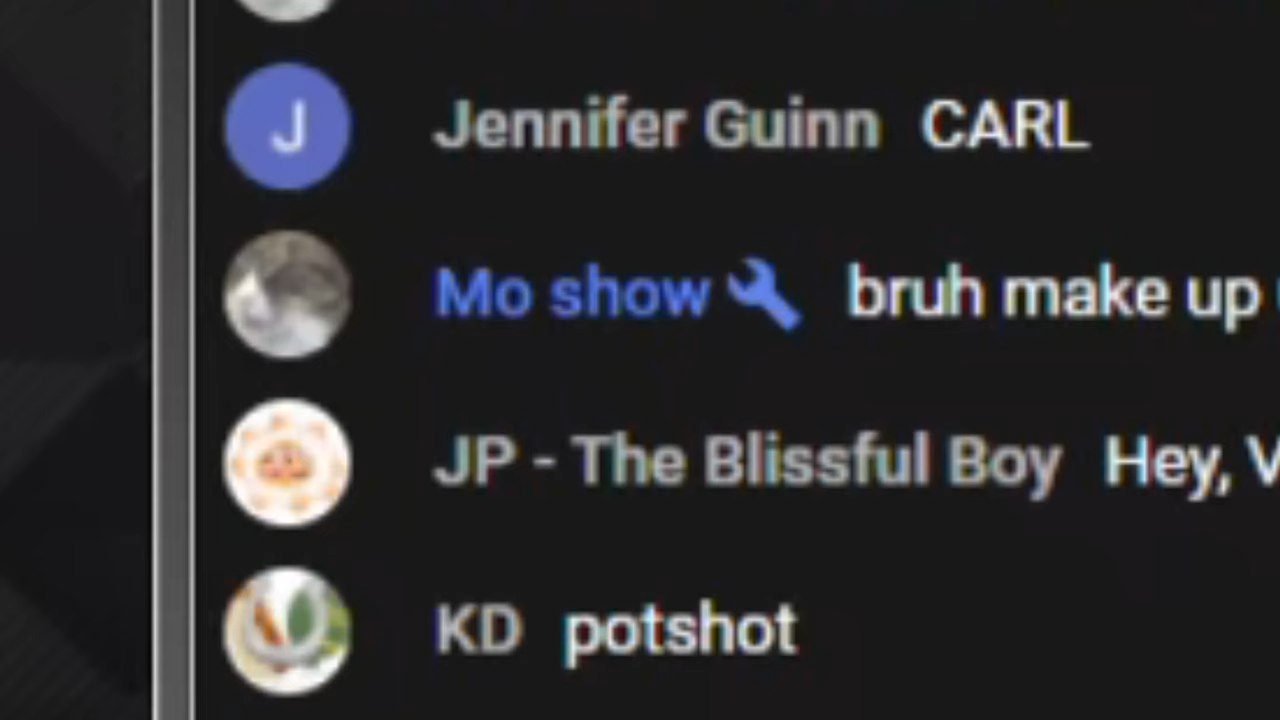 J Jennifer Guinn CARL
Mo show bruh make up
JP - The Blissful Boy Hey,
KD potshot